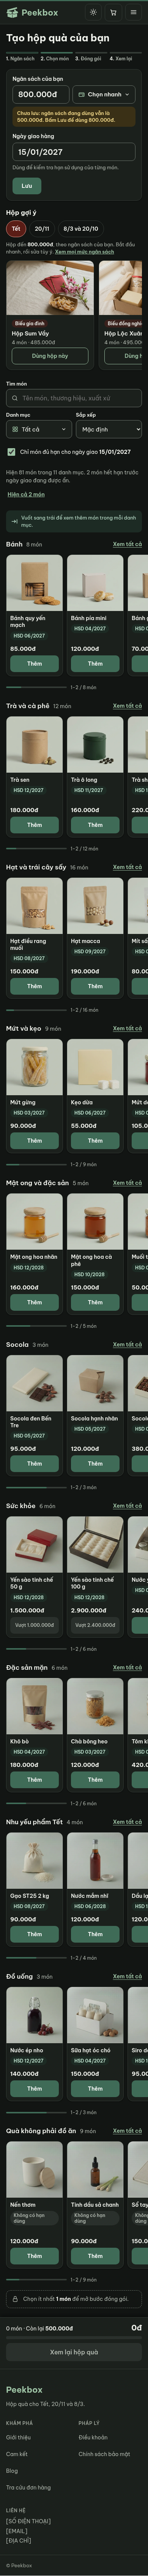 Peekbox
Tạo hộp quà của bạn
1. Ngân sách
2. Chọn món
3. Đóng gói
4. Xem lại
Ngân sách của bạn
800.000đ
Chọn nhanh
Chưa lưu: ngân sách đang dùng vẫn là
500.000đ. Bấm Lưu để dùng 800.000đ.
Ngày giao hàng
15/01/2027
Dùng để kiểm tra hạn sử dụng của từng món.
Lưu
Hộp gợi ý
Tết
20/11
8/3 và 20/10
Hộp đến 800.000đ, theo ngân sách của bạn. Bắt đầu
nhanh, rồi sửa tùy ý. Xem mọi mức ngân sách
Biếu gia đình
Hộp Sum Vầy
4 món · 485.000đ
Dùng hộp này
Biếu đồng nghiệp
Hộp Lộc Xuân
4 món
Tìm món
Tên món, thương hiệu, xuất xứ
Danh mục
Sắp xếp
Tất cả
Mặc định
Chỉ món đủ hạn cho ngày giao 15/01/2027
Hiện 81 món trong 11 danh mục. 2 món hết hạn trước
ngày giao đang được ẩn.
Hiện cả 2 món
Vuốt sang trái để xem thêm món trong mỗi danh
mục.
Bánh 8 món
Xem tất cả
Bánh quy yến
mạch
HSD 06/2027
85.000đ
Thêm
Bánh pía mini
HSD 04/2027
120.000đ
Thêm
1–2 / 8 món
Trà và cà phê 12 món
Xem tất cả
Trà sen
HSD 12/2027
180.000đ
Thêm
Trà ô long
HSD 11/2027
160.000đ
Thêm
1–2 / 12 món
Hạt và trái cây sấy 16 món
Xem tất cả
Hạt điều rang
muối
HSD 08/2027
150.000đ
Thêm
Hạt macca
HSD 09/2027
190.000đ
Thêm
1–2 / 16 món
Mứt và kẹo 9 món
Xem tất cả
Mứt gừng
HSD 03/2027
90.000đ
Thêm
Kẹo dừa
HSD 06/2027
55.000đ
Thêm
1–2 / 9 món
Mật ong và đặc sản 5 món
Xem tất cả
Mật ong hoa nhãn
HSD 12/2028
160.000đ
Thêm
Mật ong hoa cà
phê
HSD 10/2028
150.000đ
Thêm
1–2 / 5 món
Socola 3 món
Xem tất cả
Socola đen Bến
Tre
HSD 05/2027
95.000đ
Thêm
Socola hạnh nhân
HSD 05/2027
120.000đ
Thêm
1–2 / 3 món
Sức khỏe 6 món
Xem tất cả
Yến sào tinh chế
50 g
HSD 12/2028
1.500.000đ
Vượt 1.000.000đ
Yến sào tinh chế
100 g
HSD 12/2028
2.900.000đ
Vượt 2.400.000đ
1–2 / 6 món
Đặc sản mặn 6 món
Xem tất cả
Khô bò
HSD 04/2027
180.000đ
Thêm
Chà bông heo
HSD 03/2027
120.000đ
Thêm
1–2 / 6 món
Nhu yếu phẩm Tết 4 món
Xem tất cả
Gạo ST25 2 kg
HSD 08/2027
90.000đ
Thêm
Nước mắm nhĩ
HSD 06/2028
120.000đ
Thêm
1–2 / 4 món
Đồ uống 3 món
Xem tất cả
Nước ép nho
HSD 12/2027
140.000đ
Thêm
Sữa hạt óc chó
HSD 04/2027
150.000đ
Thêm
1–2 / 3 món
Quà không phải đồ ăn 9 món
Xem tất cả
Nến thơm
Không có hạn
dùng
120.000đ
Thêm
Tinh dầu sả chanh
Không có hạn
dùng
90.000đ
Thêm
1–2 / 9 món
Chọn ít nhất 1 món để mở bước đóng gói.
0 món · Còn lại 500.000đ
0đ
Xem lại hộp quà
Peekbox
Hộp quà cho Tết, 20/11 và 8/3.
KHÁM PHÁ
PHÁP LÝ
Giới thiệu
Điều khoản
Cam kết
Chính sách bảo mật
Blog
Tra cứu đơn hàng
LIÊN HỆ
[SỐ ĐIỆN THOẠI]
[EMAIL]
[ĐỊA CHỈ]
© Peekbox